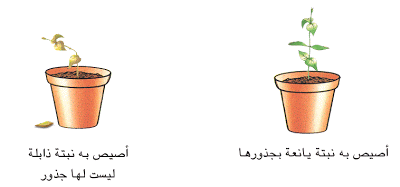 أصيص به نبتة يانعة بجذورها
أصيص به نبتة ذابلة
ليست لها جذور